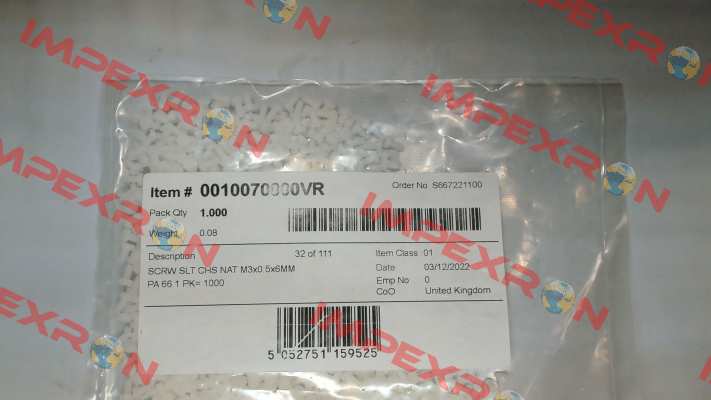 Item # 0010070000VR
Order No S667221100
Pack Qty 1.000
Weight 0.08
Description 32 of 111 Item Class 01
SCRW SLT CHS NAT M3x0.5x6MM Date 03/12/2022
PA 66 1 PK= 1000 Emp No 0
CoO United Kingdom
5 052751 159525
IMPEXRON
IMPEXRON
IMPEXRON
IMPEXRON
IMPEXRON
IMPEXRON